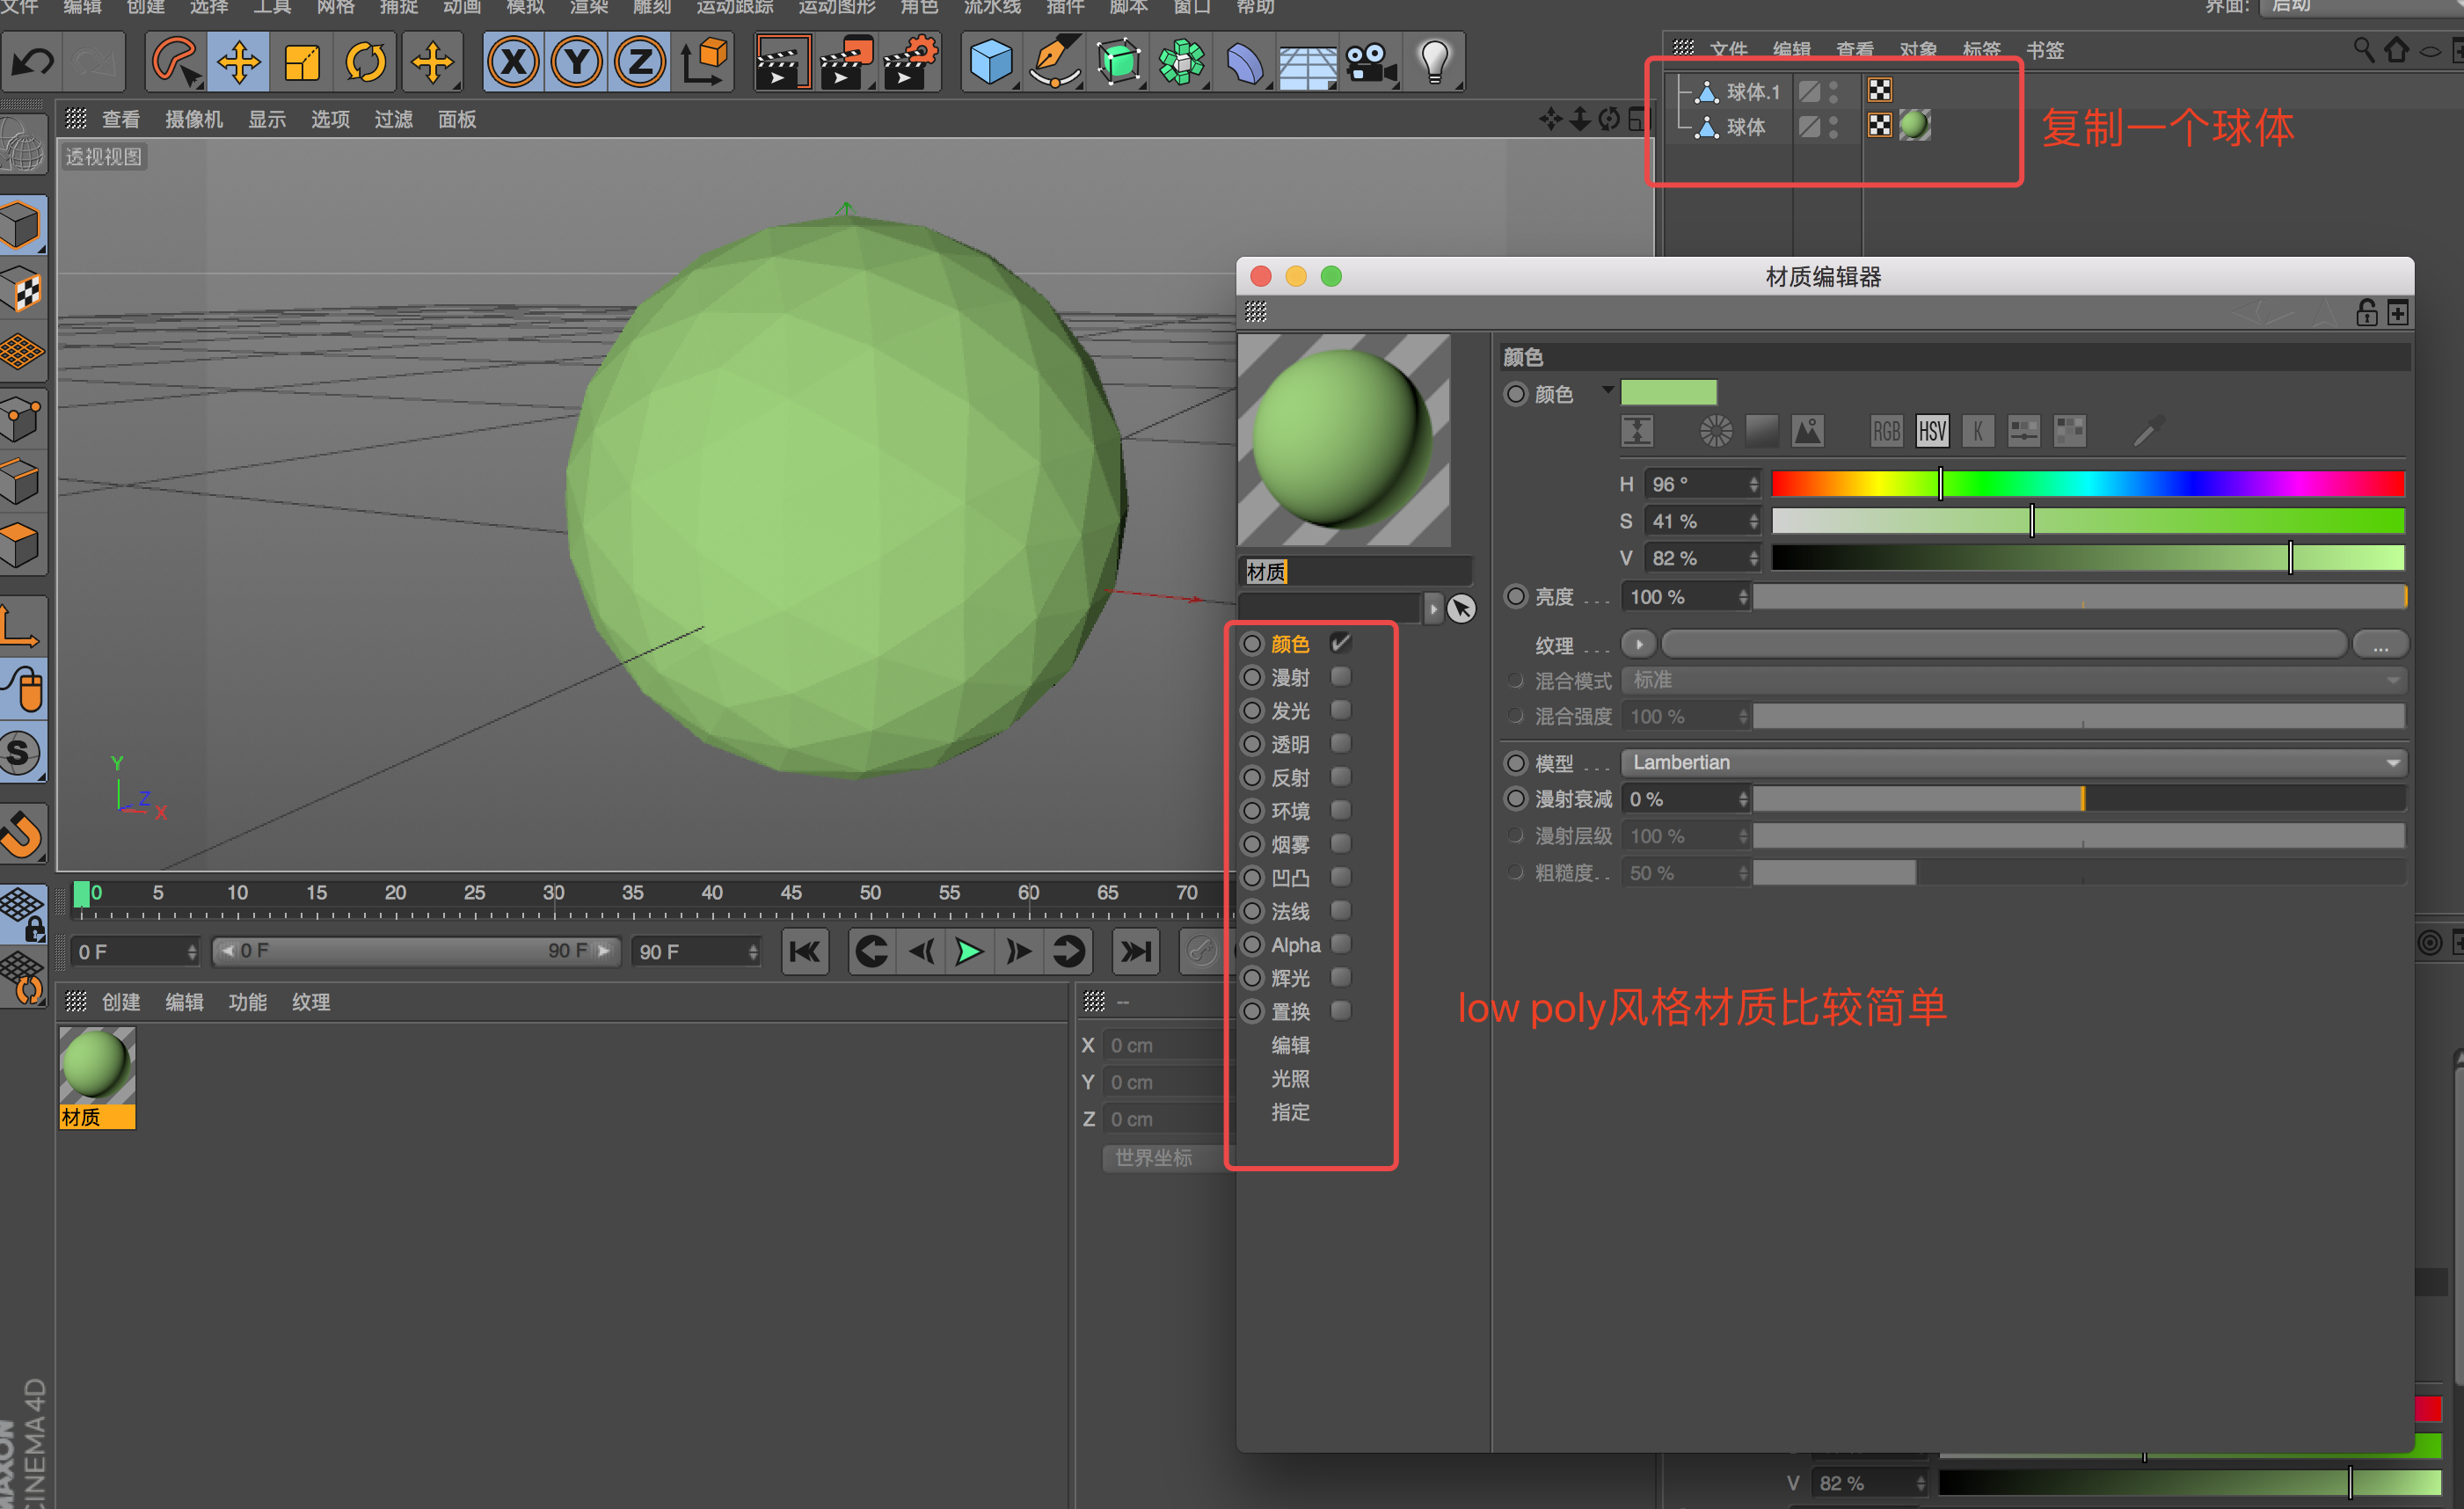 文件 编辑 创建 选择 工具 网格 捕捉 动画 模拟 渲染 雕刻 运动跟踪 运动图形 角色 流水线 插件 脚本 窗口 帮助
界面: 启动
X Y Z
文件 编辑 查看 对象 标签 书签
查看 摄像机 显示 选项 过滤 面板
透视视图
球体.1
球体
复制一个球体
材质编辑器
颜色
颜色
RGB HSV K
H 96 °
S 41 %
V 82 %
材质
亮度 ... 100 %
纹理 ... ...
混合模式 标准
混合强度 100 %
模型 ... Lambertian
漫射衰减 0 %
漫射层级 100 %
粗糙度.. 50 %
颜色
漫射
发光
透明
反射
环境
烟雾
凹凸
法线
Alpha
辉光
置换
编辑
光照
指定
low poly风格材质比较简单
Y
Z
X
S
0 5 10 15 20 25 30 35 40 45 50 55 60 65 70
0 F 0 F 90 F 90 F
创建 编辑 功能 纹理
--
材质
X 0 cm
Y 0 cm
Z 0 cm
世界坐标
V 82 %
MAXON
CINEMA 4D